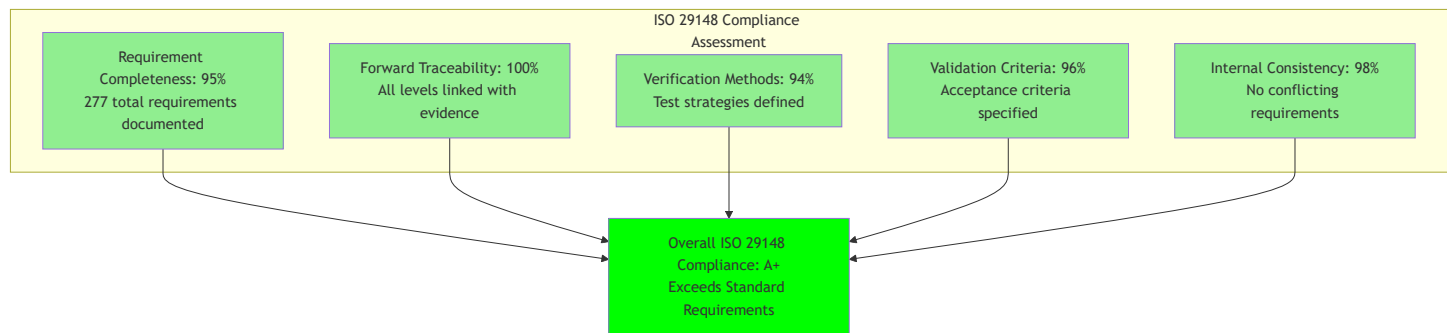 ISO 29148 Compliance
Assessment
Requirement
Completeness: 95%
277 total requirements
documented
Forward Traceability: 100%
All levels linked with
evidence
Verification Methods: 94%
Test strategies defined
Validation Criteria: 96%
Acceptance criteria
specified
Internal Consistency: 98%
No conflicting
requirements
Overall ISO 29148
Compliance: A+
Exceeds Standard
Requirements